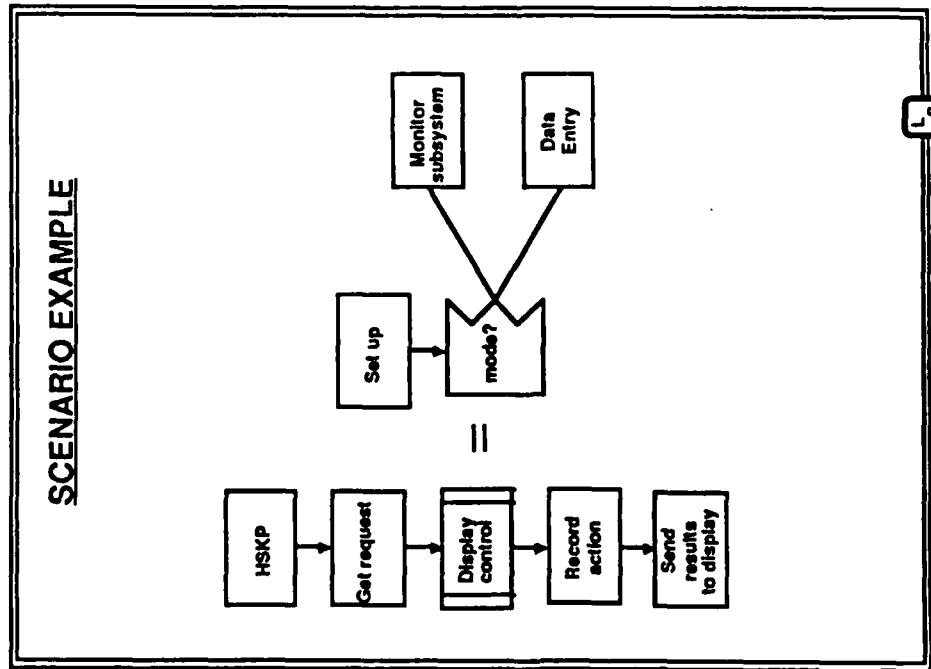 SCENARIO EXAMPLE
HSKP
Get request
Display
control
Record
action
Send
results
to display
=
Set up
mode?
Monitor
subsystem
Data
Entry